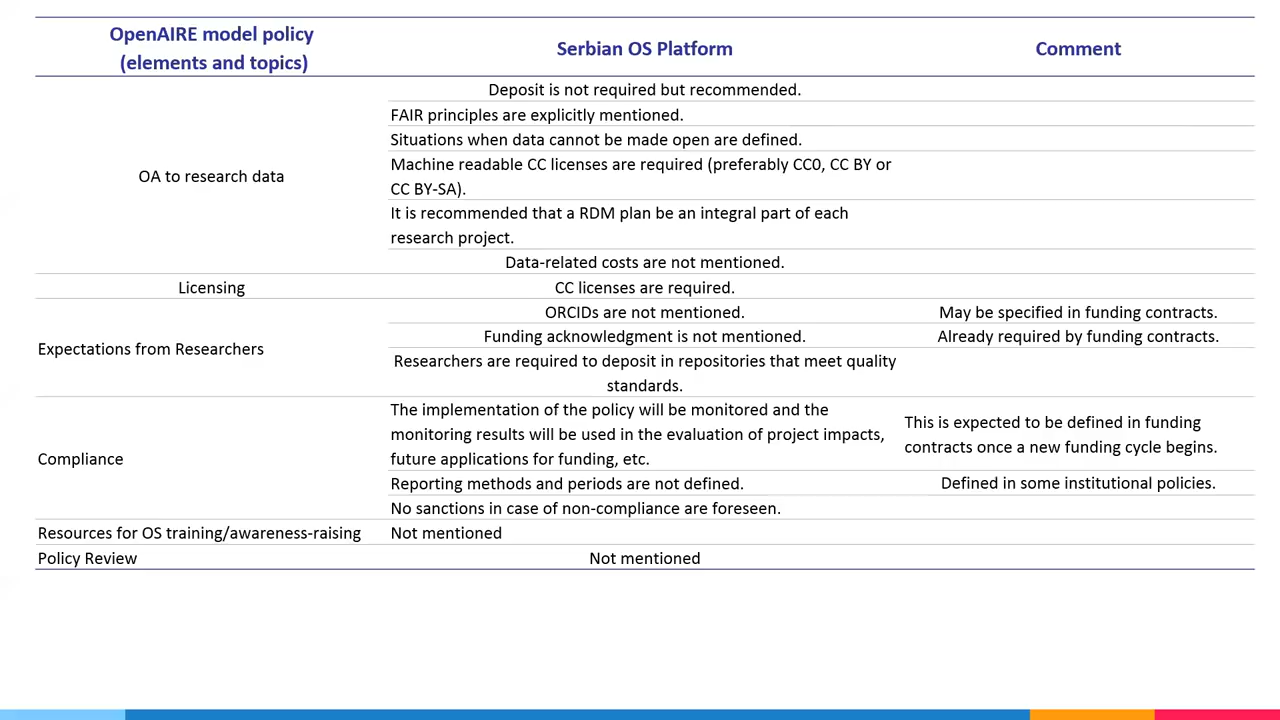 OpenAIRE model policy
(elements and topics)
Serbian OS Platform
Comment
OA to research data
Deposit is not required but recommended.
FAIR principles are explicitly mentioned.
Situations when data cannot be made open are defined.
Machine readable CC licenses are required (preferably CC0, CC BY or
CC BY-SA).
It is recommended that a RDM plan be an integral part of each
research project.
Data-related costs are not mentioned.
Licensing
CC licenses are required.
Expectations from Researchers
ORCIDs are not mentioned.
May be specified in funding contracts.
Funding acknowledgment is not mentioned.
Already required by funding contracts.
Researchers are required to deposit in repositories that meet quality
standards.
Compliance
The implementation of the policy will be monitored and the
monitoring results will be used in the evaluation of project impacts,
future applications for funding, etc.
This is expected to be defined in funding
contracts once a new funding cycle begins.
Reporting methods and periods are not defined.
Defined in some institutional policies.
No sanctions in case of non-compliance are foreseen.
Resources for OS training/awareness-raising
Not mentioned
Policy Review
Not mentioned